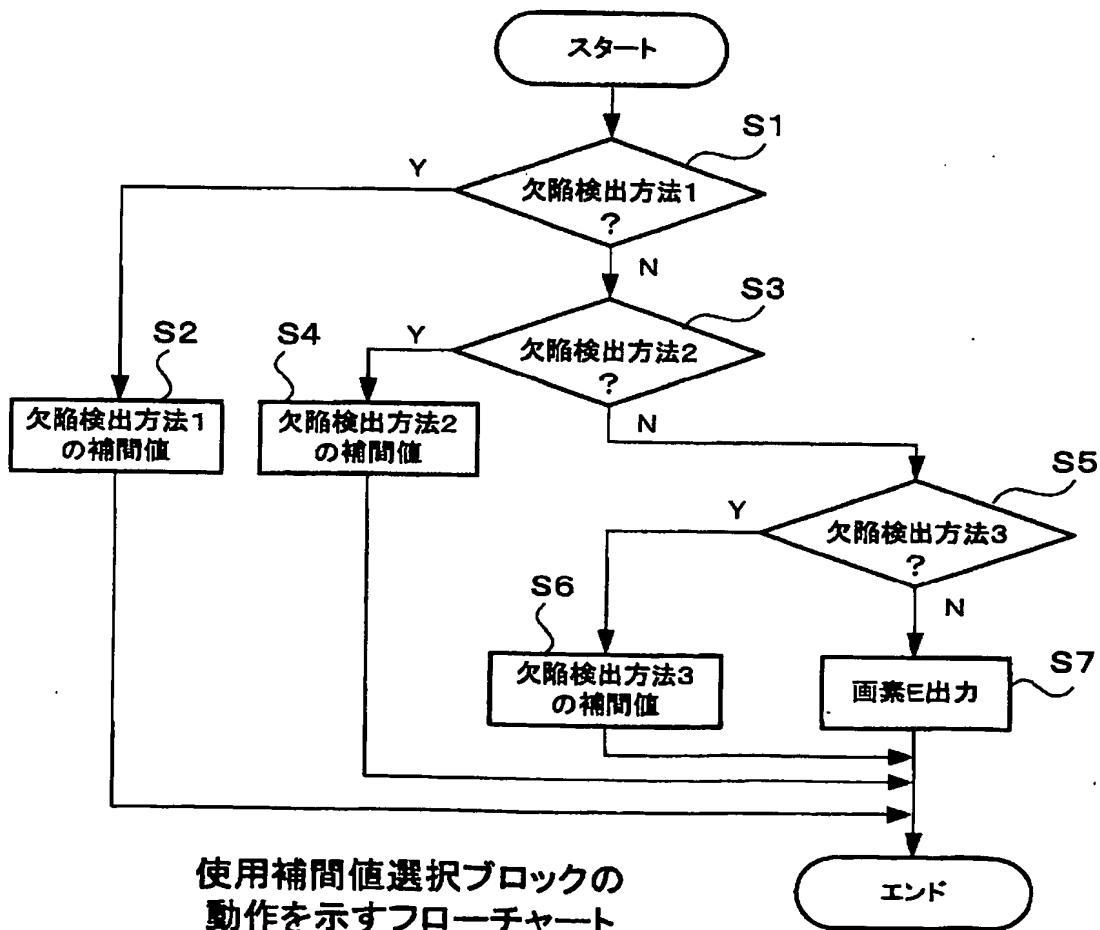 スタート
S1
欠陥検出方法1
?
Y
N
S3
欠陥検出方法2
?
Y
N
S2
欠陥検出方法1
の補間値
S4
欠陥検出方法2
の補間値
S5
欠陥検出方法3
?
Y
N
S6
欠陥検出方法3
の補間値
S7
画素E出力
エンド
使用補間値選択ブロックの
動作を示すフローチャート